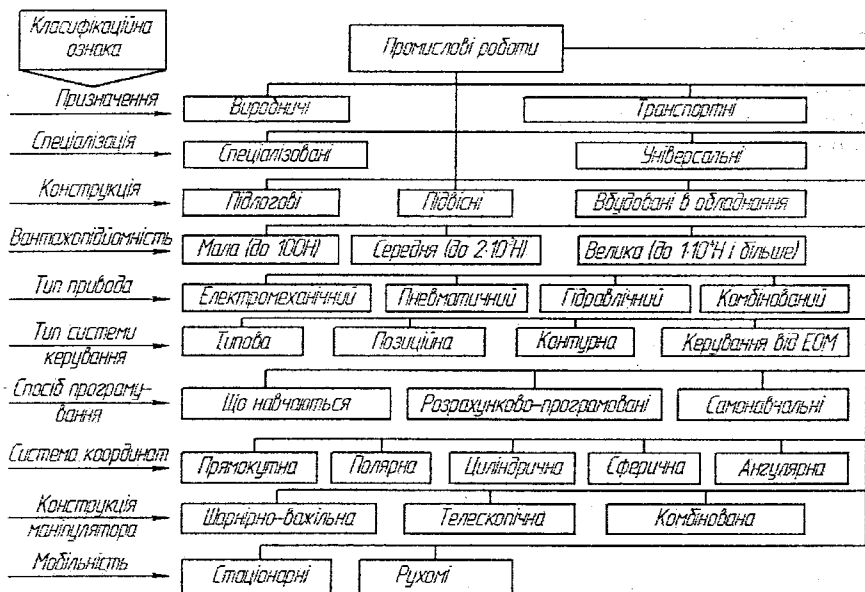 Класифікаційна
ознака
Промислові роботи
Призначення
Виробничі
Транспортні
Спеціалізація
Спеціалізовані
Універсальні
Конструкція
Підлогові
Підвісні
Вбудовані в обладнання
Вантажопідйомність
Мала (до 100Н)
Середня (до 2·10³Н)
Велика (до 1·10⁴Н і більше)
Тип привода
Електромеханічний
Пневматичний
Гідравлічний
Комбінований
Тип системи
керування
Типова
Позиційна
Контурна
Керування від ЕОМ
Спосіб програму-
вання
Що навчаються
Розрахунково-програмовані
Самонавчальні
Система координат
Прямокутна
Полярна
Циліндрична
Сферична
Ангулярна
Конструкція
маніпулятора
Шарнірно-важільна
Телескопічна
Комбінована
Мобільність
Стаціонарні
Рухомі